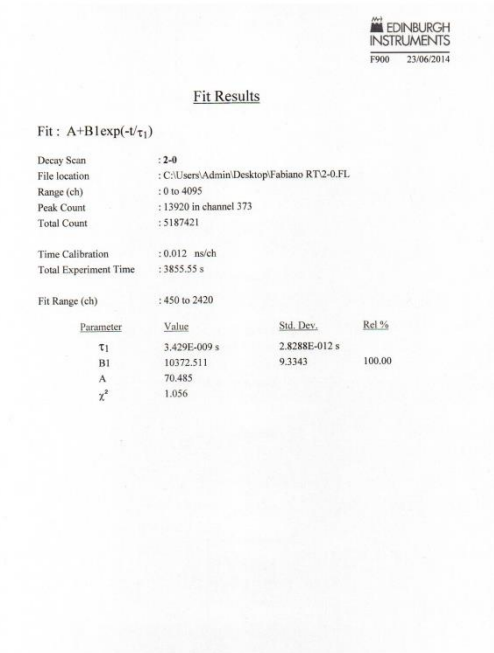 EDINBURGH
INSTRUMENTS
F900 23/06/2014
Fit Results
Fit : A+B1exp(-t/τ₁)
Decay Scan : 2-0
File location : C:\Users\Admin\Desktop\Fabiano RT\2-0.FL
Range (ch) : 0 to 4095
Peak Count : 13920 in channel 373
Total Count : 5187421
Time Calibration : 0.012 ns/ch
Total Experiment Time : 3855.55 s
Fit Range (ch) : 450 to 2420
Parameter Value Std. Dev. Rel %
τ1 3.429E-009 s 2.8288E-012 s
B1 10372.511 9.3343 100.00
A 70.485
χ² 1.056